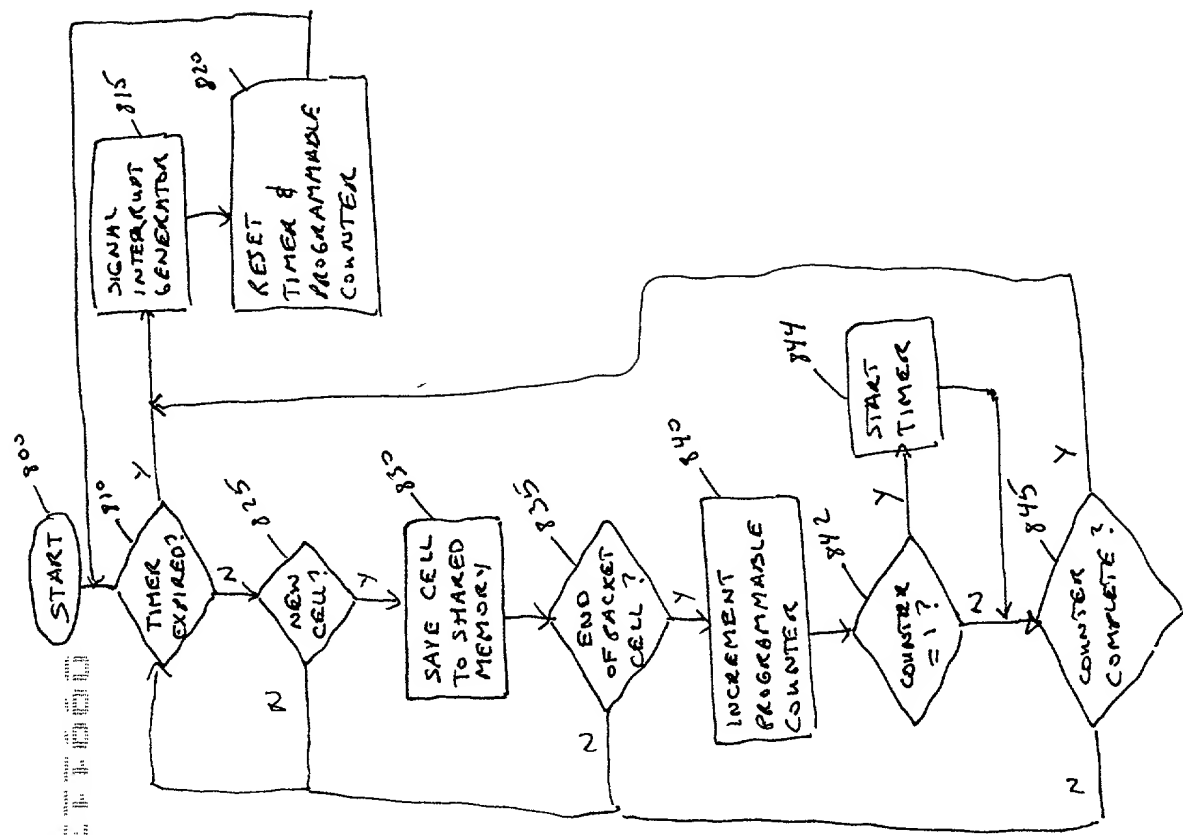 START
800
TIMER
EXPIRED?
810
Y
N
SIGNAL
INTERRUPT
GENERATOR
815
RESET
TIMER &
PROGRAMMABLE
COUNTER
820
NEW
CELL?
825
N
Y
SAVE CELL
TO SHARED
MEMORY
830
END
OF PACKET
CELL?
835
N
Y
INCREMENT
PROGRAMMABLE
COUNTER
840
COUNTER
=1?
842
Y
N
START
TIMER
844
COUNTER
COMPLETE?
845
Y
N